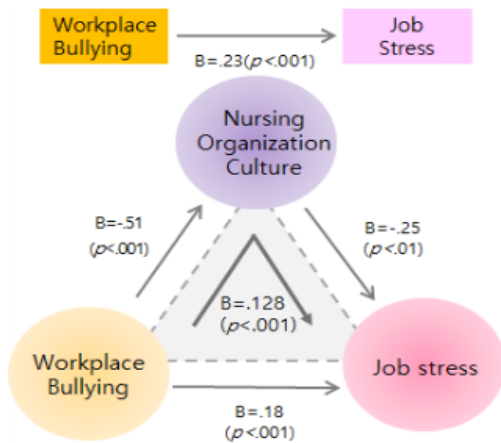 Workplace
Bullying
Job
Stress
B=.23(p<.001)
Nursing
Organization
Culture
B=-.51
(p<.001)
B=-.25
(p<.01)
B=.128
(p<.001)
Workplace
Bullying
Job stress
B=.18
(p<.001)